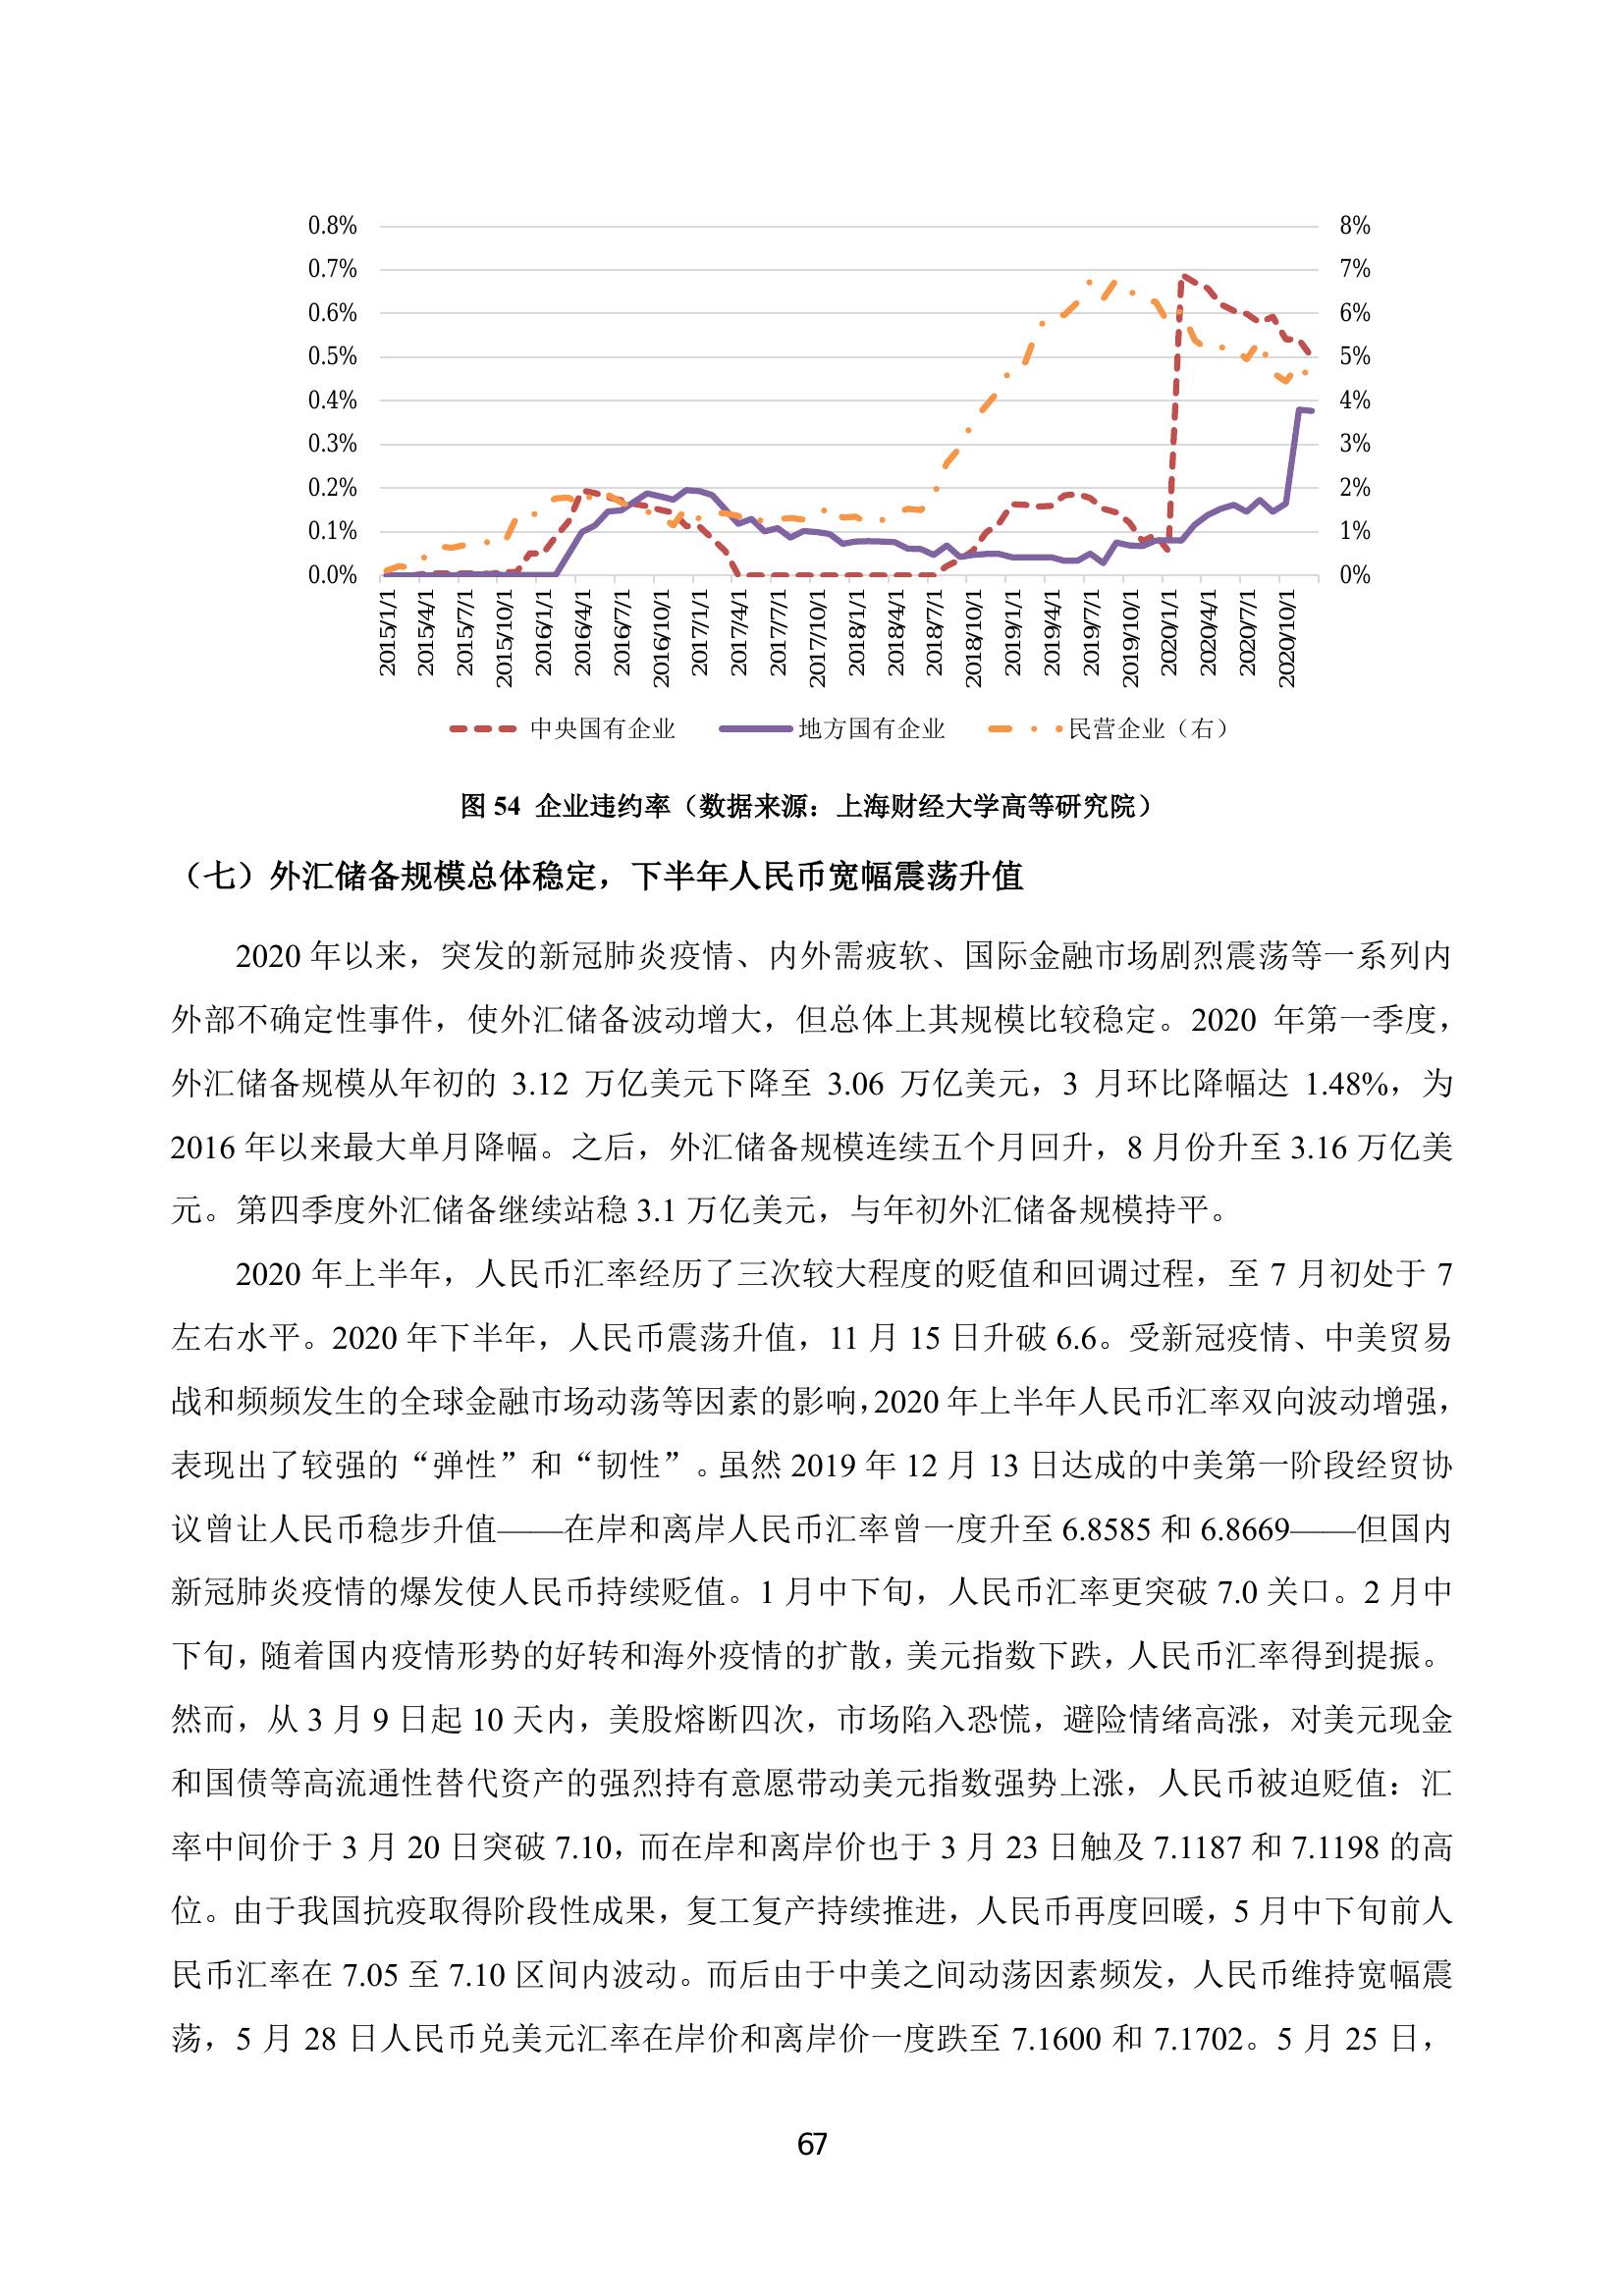 0.8%
0.7%
0.6%
0.5%
0.4%
0.3%
0.2%
0.1%
0.0%
8%
7%
6%
5%
4%
3%
2%
1%
0%
2015/1/1
2015/4/1
2015/7/1
2015/10/1
2016/1/1
2016/4/1
2016/7/1
2016/10/1
2017/1/1
2017/4/1
2017/7/1
2017/10/1
2018/1/1
2018/4/1
2018/7/1
2018/10/1
2019/1/1
2019/4/1
2019/7/1
2019/10/1
2020/1/1
2020/4/1
2020/7/1
2020/10/1
中央国有企业 地方国有企业 民营企业（右）
图 54 企业违约率（数据来源：上海财经大学高等研究院）
（七）外汇储备规模总体稳定，下半年人民币宽幅震荡升值
2020 年以来，突发的新冠肺炎疫情、内外需疲软、国际金融市场剧烈震荡等一系列内
外部不确定性事件，使外汇储备波动增大，但总体上其规模比较稳定。2020 年第一季度，
外汇储备规模从年初的 3.12 万亿美元下降至 3.06 万亿美元，3 月环比降幅达 1.48%，为
2016 年以来最大单月降幅。之后，外汇储备规模连续五个月回升，8 月份升至 3.16 万亿美
元。第四季度外汇储备继续站稳 3.1 万亿美元，与年初外汇储备规模持平。
2020 年上半年，人民币汇率经历了三次较大程度的贬值和回调过程，至 7 月初处于 7
左右水平。2020 年下半年，人民币震荡升值，11 月 15 日升破 6.6。受新冠疫情、中美贸易
战和频频发生的全球金融市场动荡等因素的影响，2020 年上半年人民币汇率双向波动增强，
表现出了较强的“弹性”和“韧性”。虽然 2019 年 12 月 13 日达成的中美第一阶段经贸协
议曾让人民币稳步升值——在岸和离岸人民币汇率曾一度升至 6.8585 和 6.8669——但国内
新冠肺炎疫情的爆发使人民币持续贬值。1 月中下旬，人民币汇率更突破 7.0 关口。2 月中
下旬，随着国内疫情形势的好转和海外疫情的扩散，美元指数下跌，人民币汇率得到提振。
然而，从 3 月 9 日起 10 天内，美股熔断四次，市场陷入恐慌，避险情绪高涨，对美元现金
和国债等高流通性替代资产的强烈持有意愿带动美元指数强势上涨，人民币被迫贬值：汇
率中间价于 3 月 20 日突破 7.10，而在岸和离岸价也于 3 月 23 日触及 7.1187 和 7.1198 的高
位。由于我国抗疫取得阶段性成果，复工复产持续推进，人民币再度回暖，5 月中下旬前人
民币汇率在 7.05 至 7.10 区间内波动。而后由于中美之间动荡因素频发，人民币维持宽幅震
荡，5 月 28 日人民币兑美元汇率在岸价和离岸价一度跌至 7.1600 和 7.1702。5 月 25 日，
67